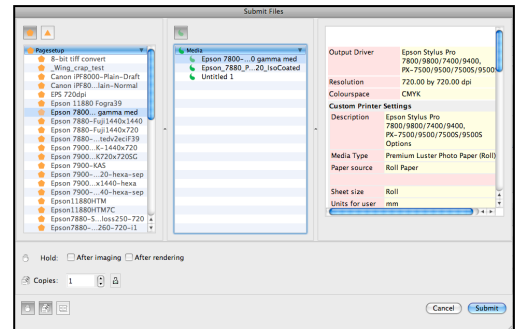 Submit Files
Pagesetup
8-bit tiff convert
_Wing_crap_test
Canon iPF8000-Plain-Draft
Canon iPF80...lain-Normal
EPS 720dpi
Epson 11880 Fogra39
Epson 7800... gamma med
Epson 7880-Fuji1440x1440
Epson 7880-Fuji1440x720
Epson 7880-...tedv2eciF39
Epson 7900...K-1440x720
Epson 7900...K720x720SG
Epson 7900-KAS
Epson 7900-...20-hexa-sep
Epson 7900...x1440-hexa
Epson 7900-...40-hexa-sep
Epson11880HTM
Epson11880HTM7C
Epson7880-S...loss250-720
Epson7880-...260-720-i1
Media
Epson 7800-...0 gamma med
Epson_7880_P...20_IsoCoated
Untitled 1
Output Driver Epson Stylus Pro
7800/9800/7400/9400,
PX-7500/9500/7500S/9500S
Resolution 720.00 by 720.00 dpi
Colourspace CMYK
Custom Printer Settings
Description Epson Stylus Pro
7800/9800/7400/9400,
PX-7500/9500/7500S/9500S
Options
Media Type Premium Luster Photo Paper (Roll)
Paper source Roll Paper
Sheet size Roll
Units for user mm
Hold: After imaging After rendering
Copies: 1
Cancel Submit